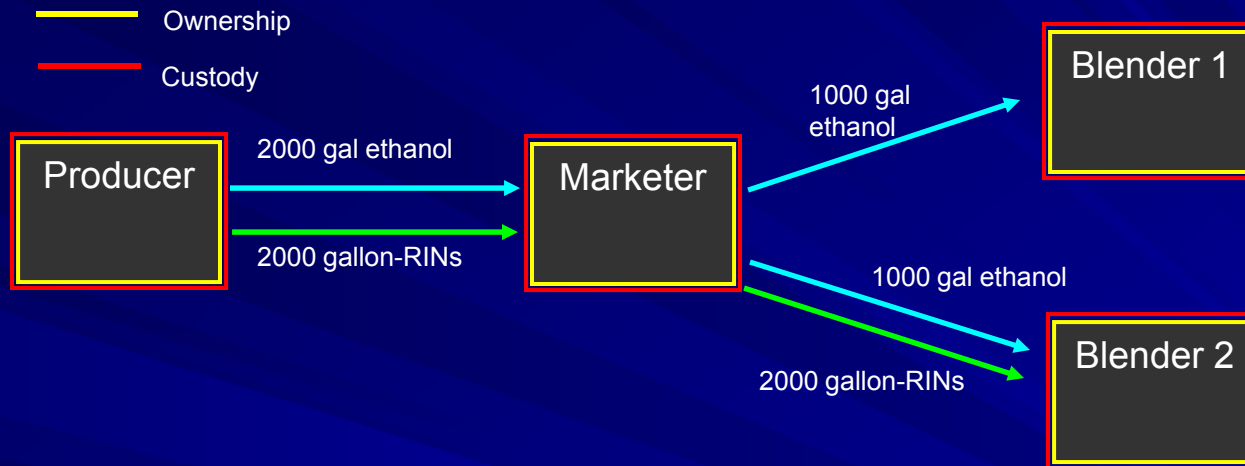 Ownership
Custody
Producer
2000 gal ethanol
2000 gallon-RINs
Marketer
1000 gal
ethanol
Blender 1
1000 gal ethanol
2000 gallon-RINs
Blender 2